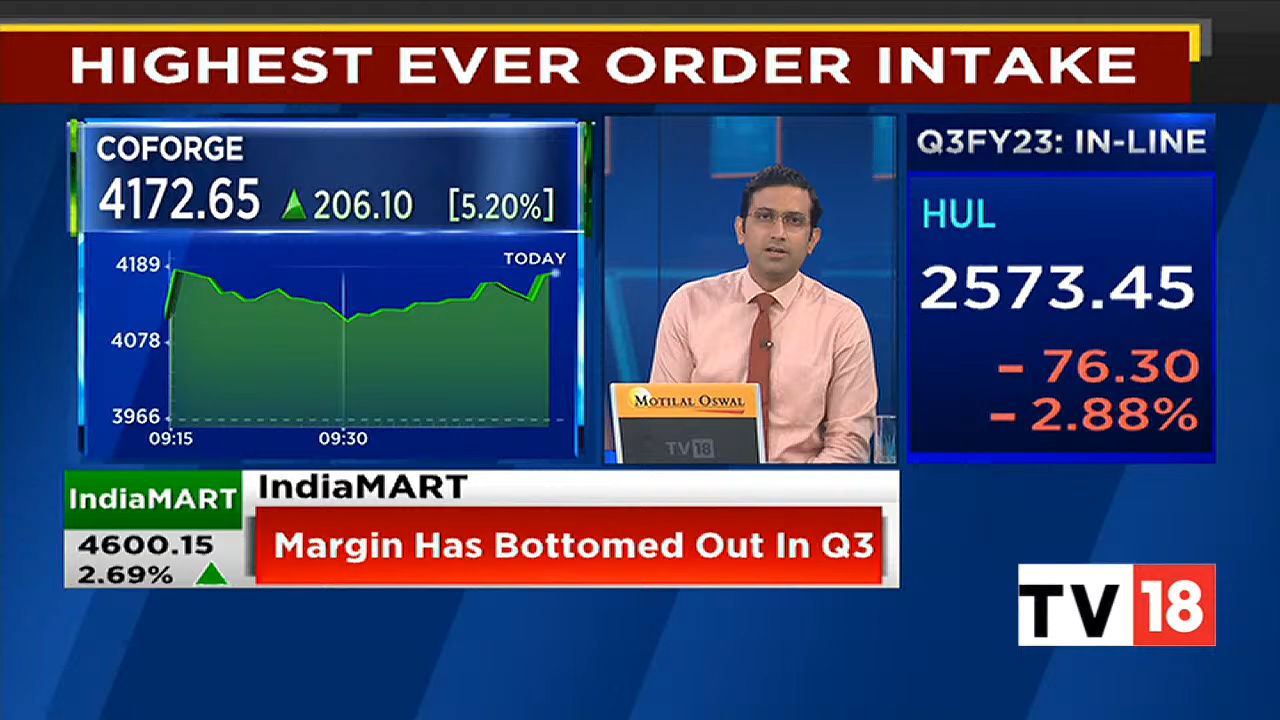 HIGHEST EVER ORDER INTAKE
COFORGE
4172.65 ▲ 206.10 [5.20%]
TODAY
4189
4078
3966
09:15 09:30
MOTILAL OSWAL
TV18
Q3FY23: IN-LINE
HUL
2573.45
- 76.30
- 2.88%
IndiaMART
4600.15
2.69% ▲
IndiaMART
Margin Has Bottomed Out In Q3
TV18